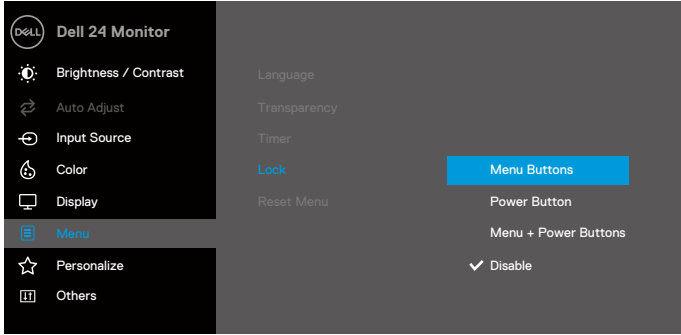 DELL Dell 24 Monitor
Brightness / Contrast
Auto Adjust
Input Source
Color
Display
Menu
Personalize
Others
Language
Transparency
Timer
Lock
Reset Menu
Menu Buttons
Power Button
Menu + Power Buttons
Disable